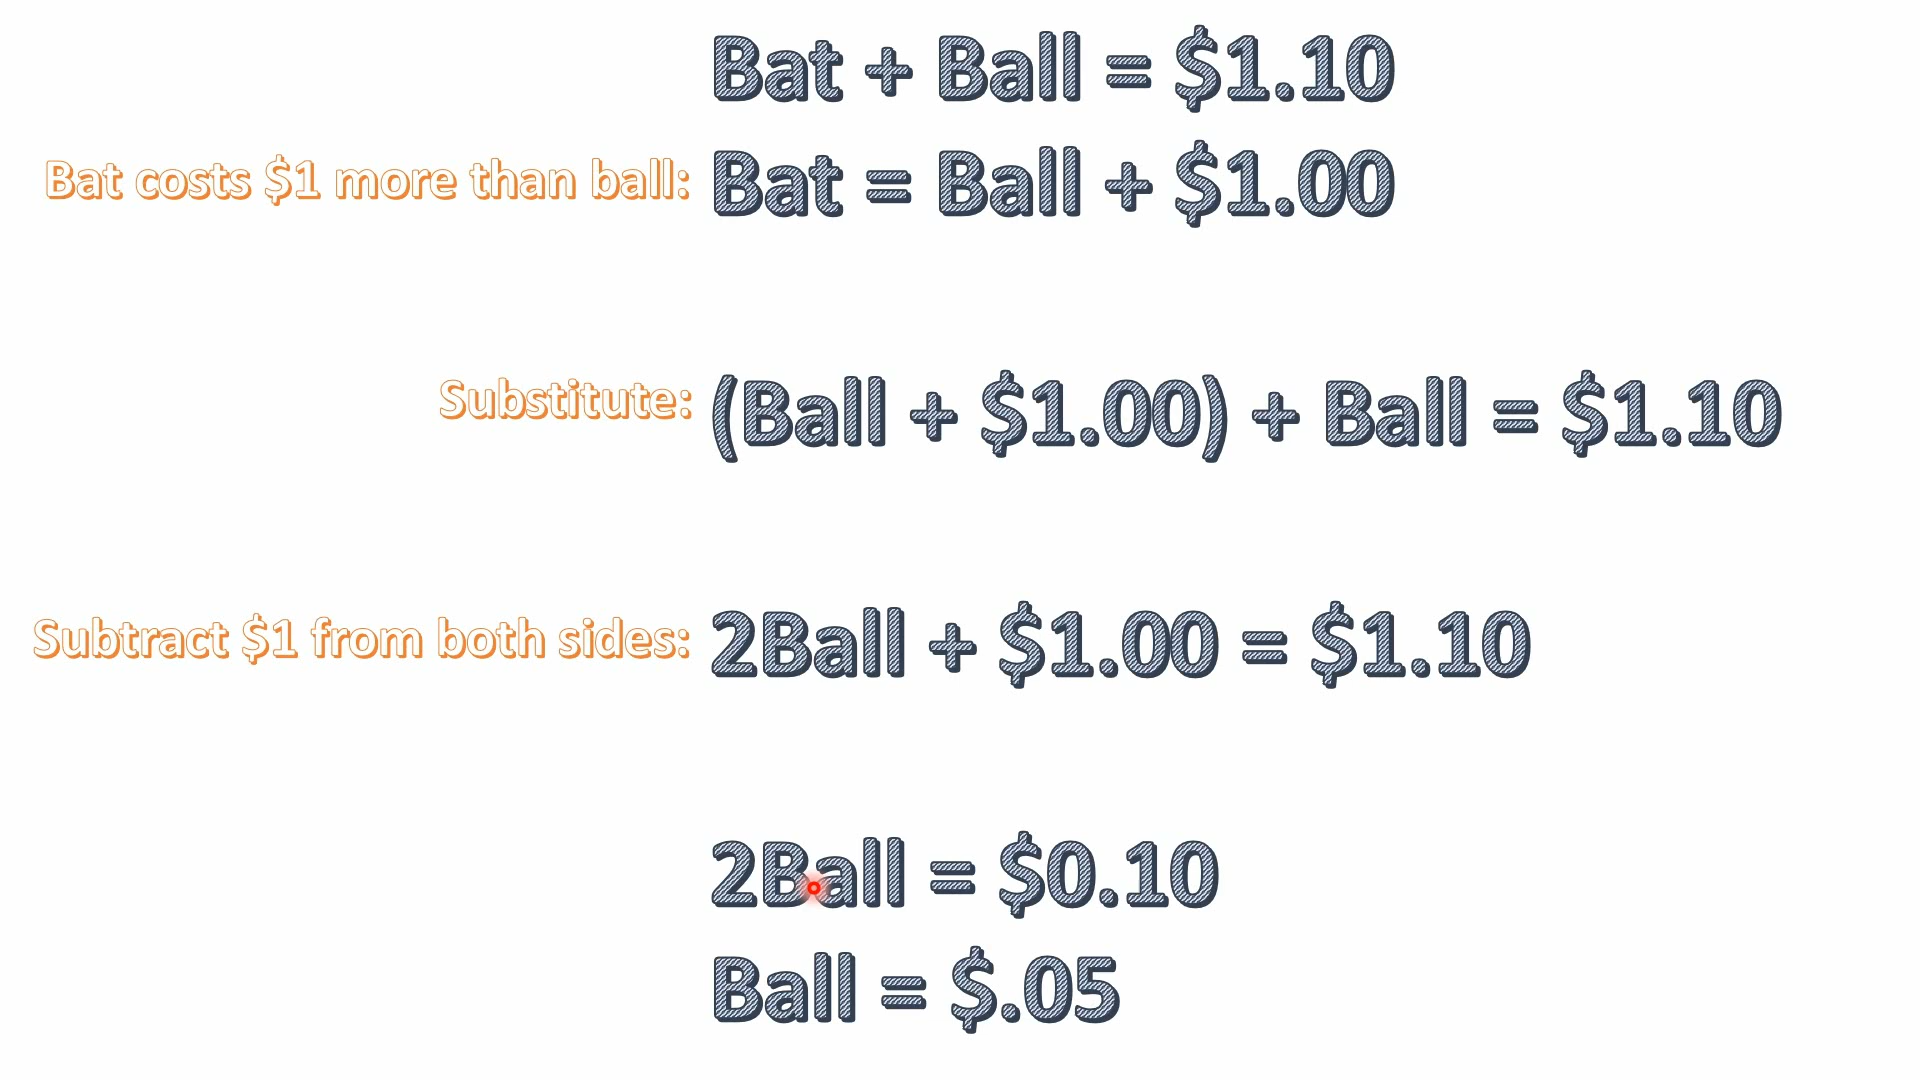 Bat + Ball = $1.10
Bat costs $1 more than ball: Bat = Ball + $1.00
Substitute: (Ball + $1.00) + Ball = $1.10
Subtract $1 from both sides: 2Ball + $1.00 = $1.10
2Ball = $0.10
Ball = $.05